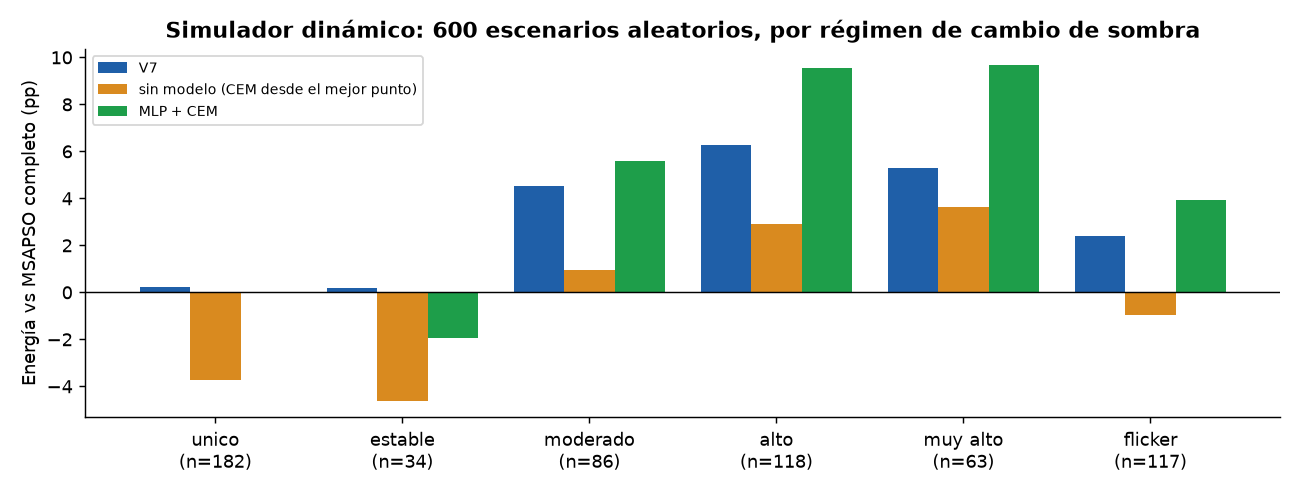 Simulador dinámico: 600 escenarios aleatorios, por régimen de cambio de sombra
Energía vs MSAPSO completo (pp)
10
8
6
4
2
0
−2
−4
V7
sin modelo (CEM desde el mejor punto)
MLP + CEM
unico
(n=182)
estable
(n=34)
moderado
(n=86)
alto
(n=118)
muy alto
(n=63)
flicker
(n=117)